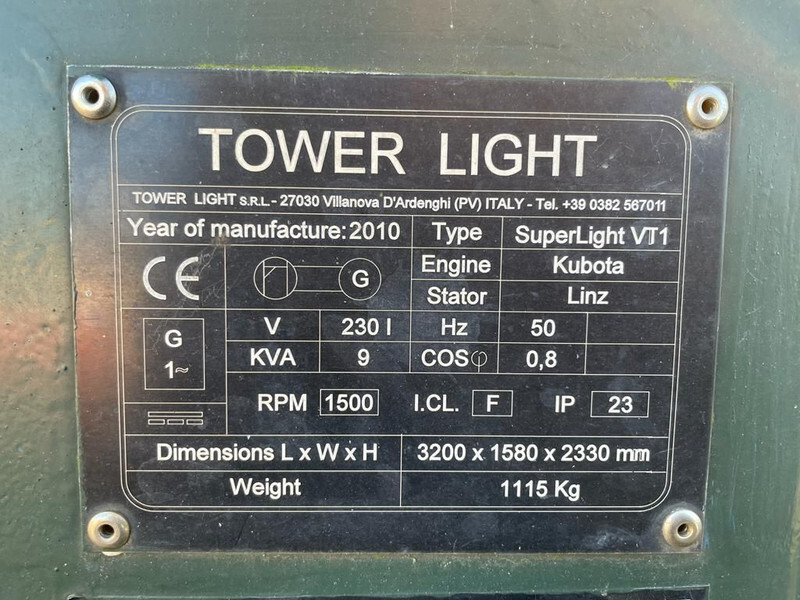 TOWER LIGHT
TOWER LIGHT S.R.L. - 27030 Villanova D'Ardenghi (PV) ITALY - Tel. +39 0382 567011
Year of manufacture: 2010 Type SuperLight VT1
CE G Engine Kubota
Stator Linz
G 1~ V 230 I Hz 50
KVA 9 COSφ 0,8
RPM 1500 I.CL. F IP 23
Dimensions L x W x H 3200 x 1580 x 2330 mm
Weight 1115 Kg